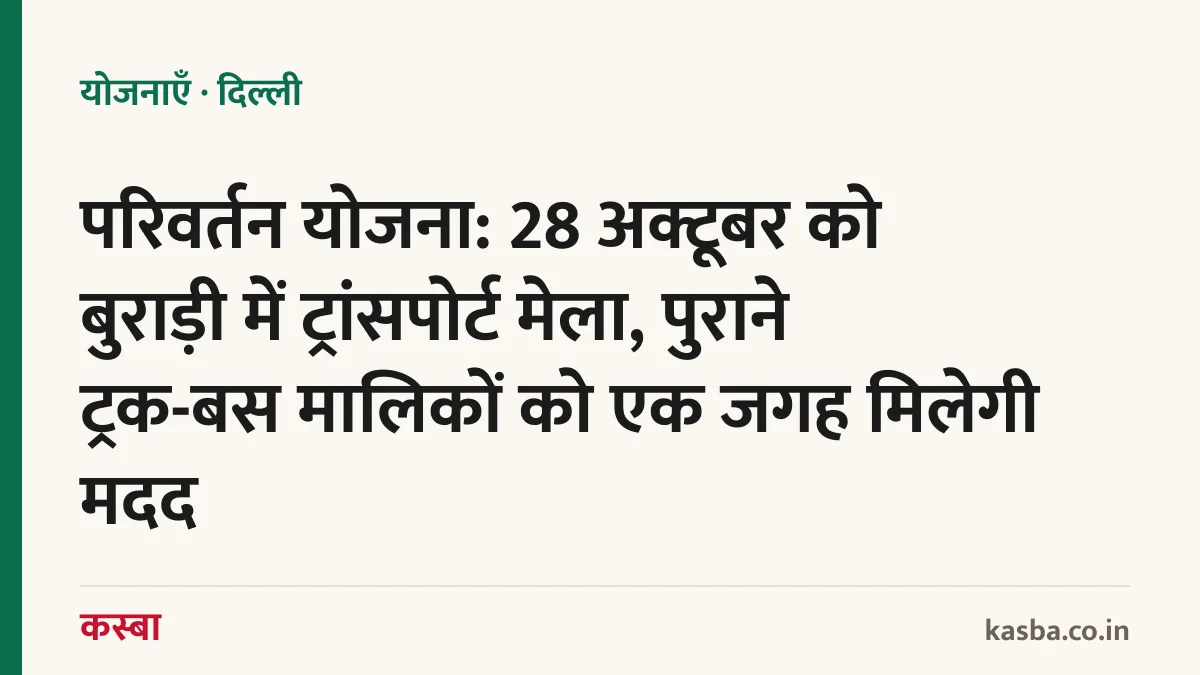 योजनाएँ · दिल्ली
परिवर्तन योजना: 28 अक्टूबर को
बुराड़ी में ट्रांसपोर्ट मेला, पुराने
ट्रक-बस मालिकों को एक जगह मिलेगी
मदद
कस्बा
kasba.co.in